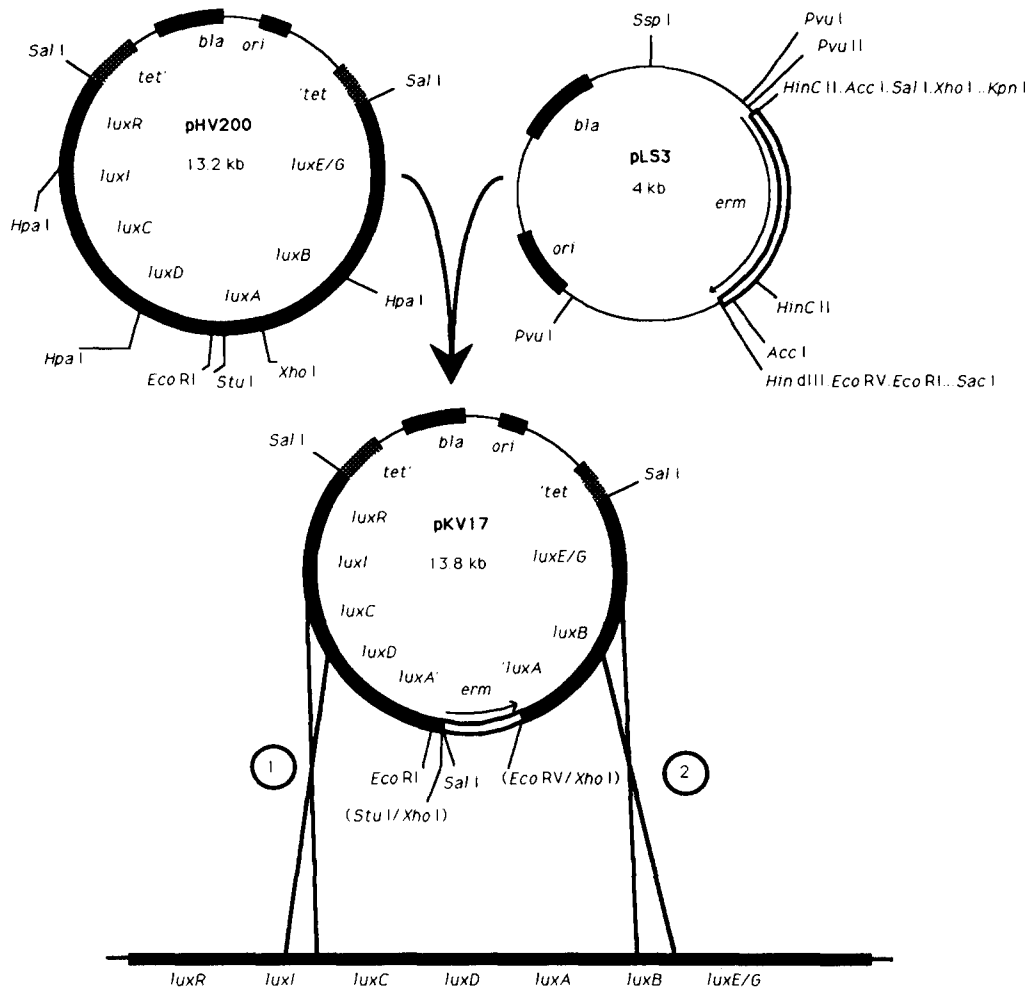 Sal I
tet'
bla
ori
'tet
Sal I
luxR
pHV200
13.2 kb
luxE/G
luxI
Hpa I
luxC
luxB
luxD
luxA
Hpa I
Hpa I
Eco RI
Stu I
Xho I
Ssp I
Pvu I
Pvu II
HinC II.Acc I.Sal I.Xho I..Kpn I
bla
pLS3
4 kb
erm
ori
HinC II
Pvu I
Acc I
Hin dIII.Eco RV.Eco RI..Sac I
Sal I
tet'
bla
ori
'tet
Sal I
luxR
pKV17
luxI
13.8 kb
luxE/G
luxC
luxB
luxD
luxA'
erm
'luxA
1
Eco RI
Sal I
(Eco RV/Xho I)
2
(Stu I/Xho I)
luxR luxI luxC luxD luxA luxB luxE/G